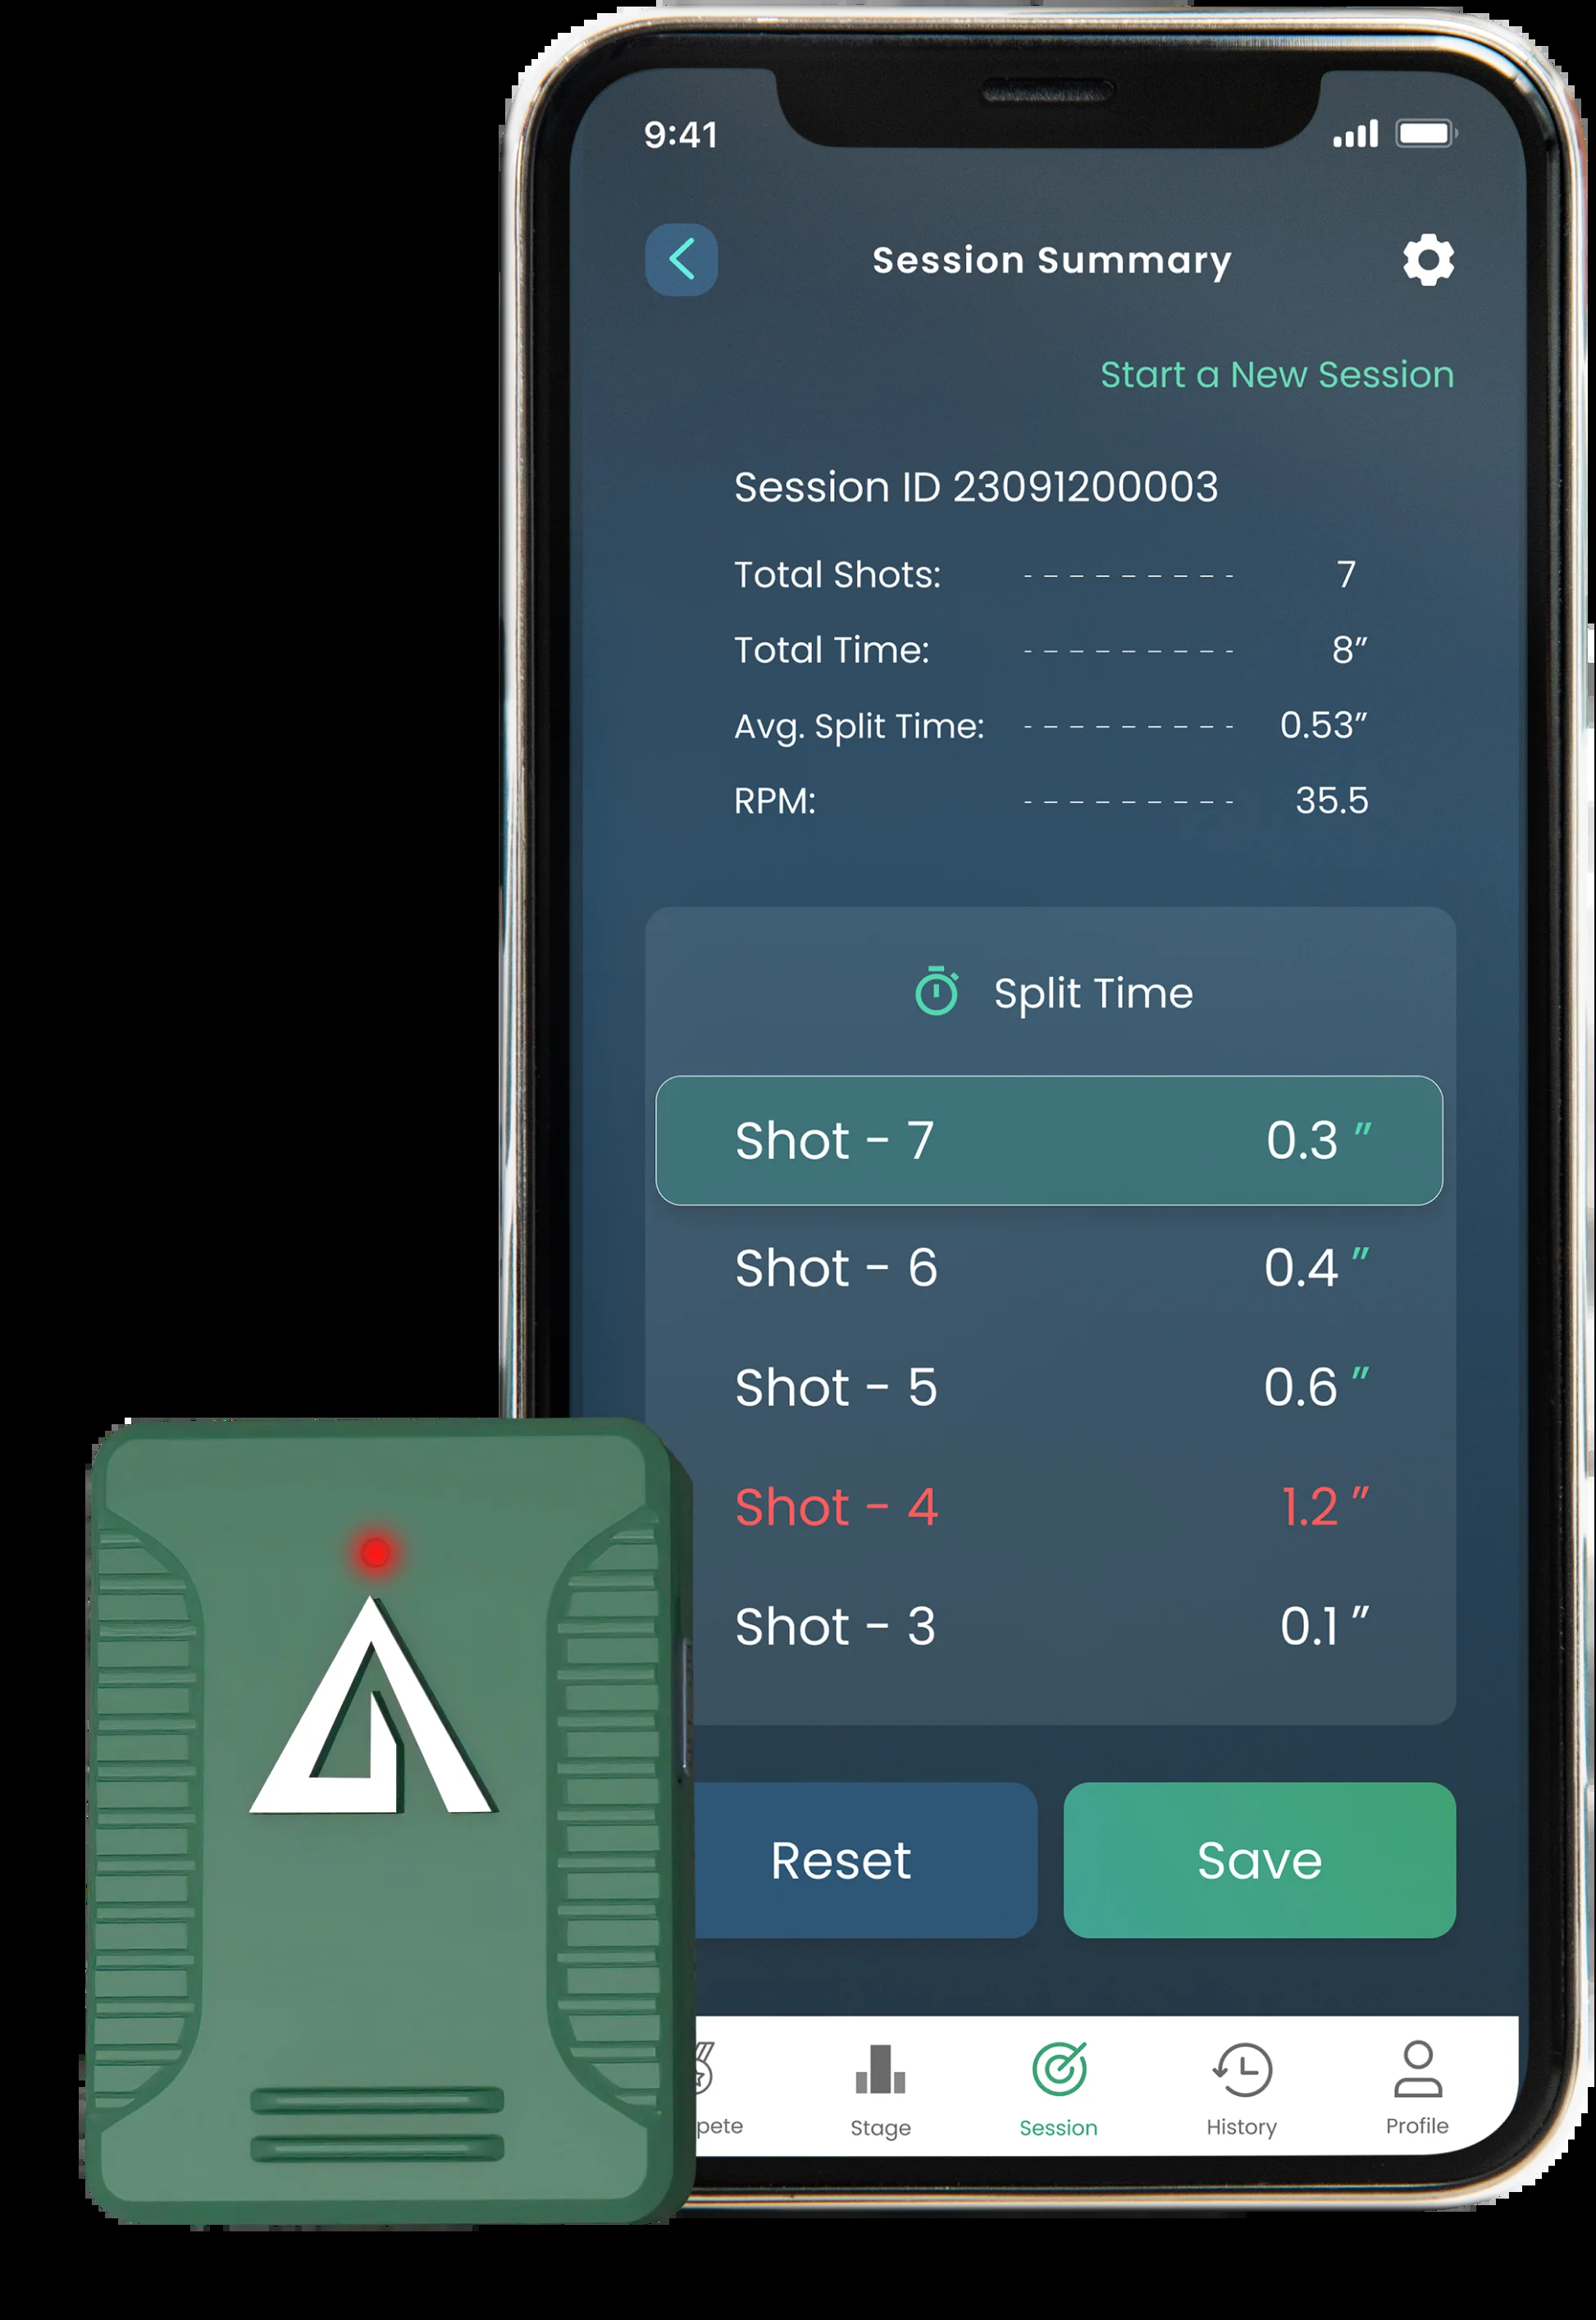 9:41
Session Summary
Start a New Session
Session ID 23091200003
Total Shots: --------- 7
Total Time: --------- 8″
Avg. Split Time: --------- 0.53″
RPM: --------- 35.5
Split Time
Shot - 7 0.3 ″
Shot - 6 0.4 ″
Shot - 5 0.6 ″
Shot - 4 1.2 ″
Shot - 3 0.1 ″
Reset Save
pete Stage Session History Profile